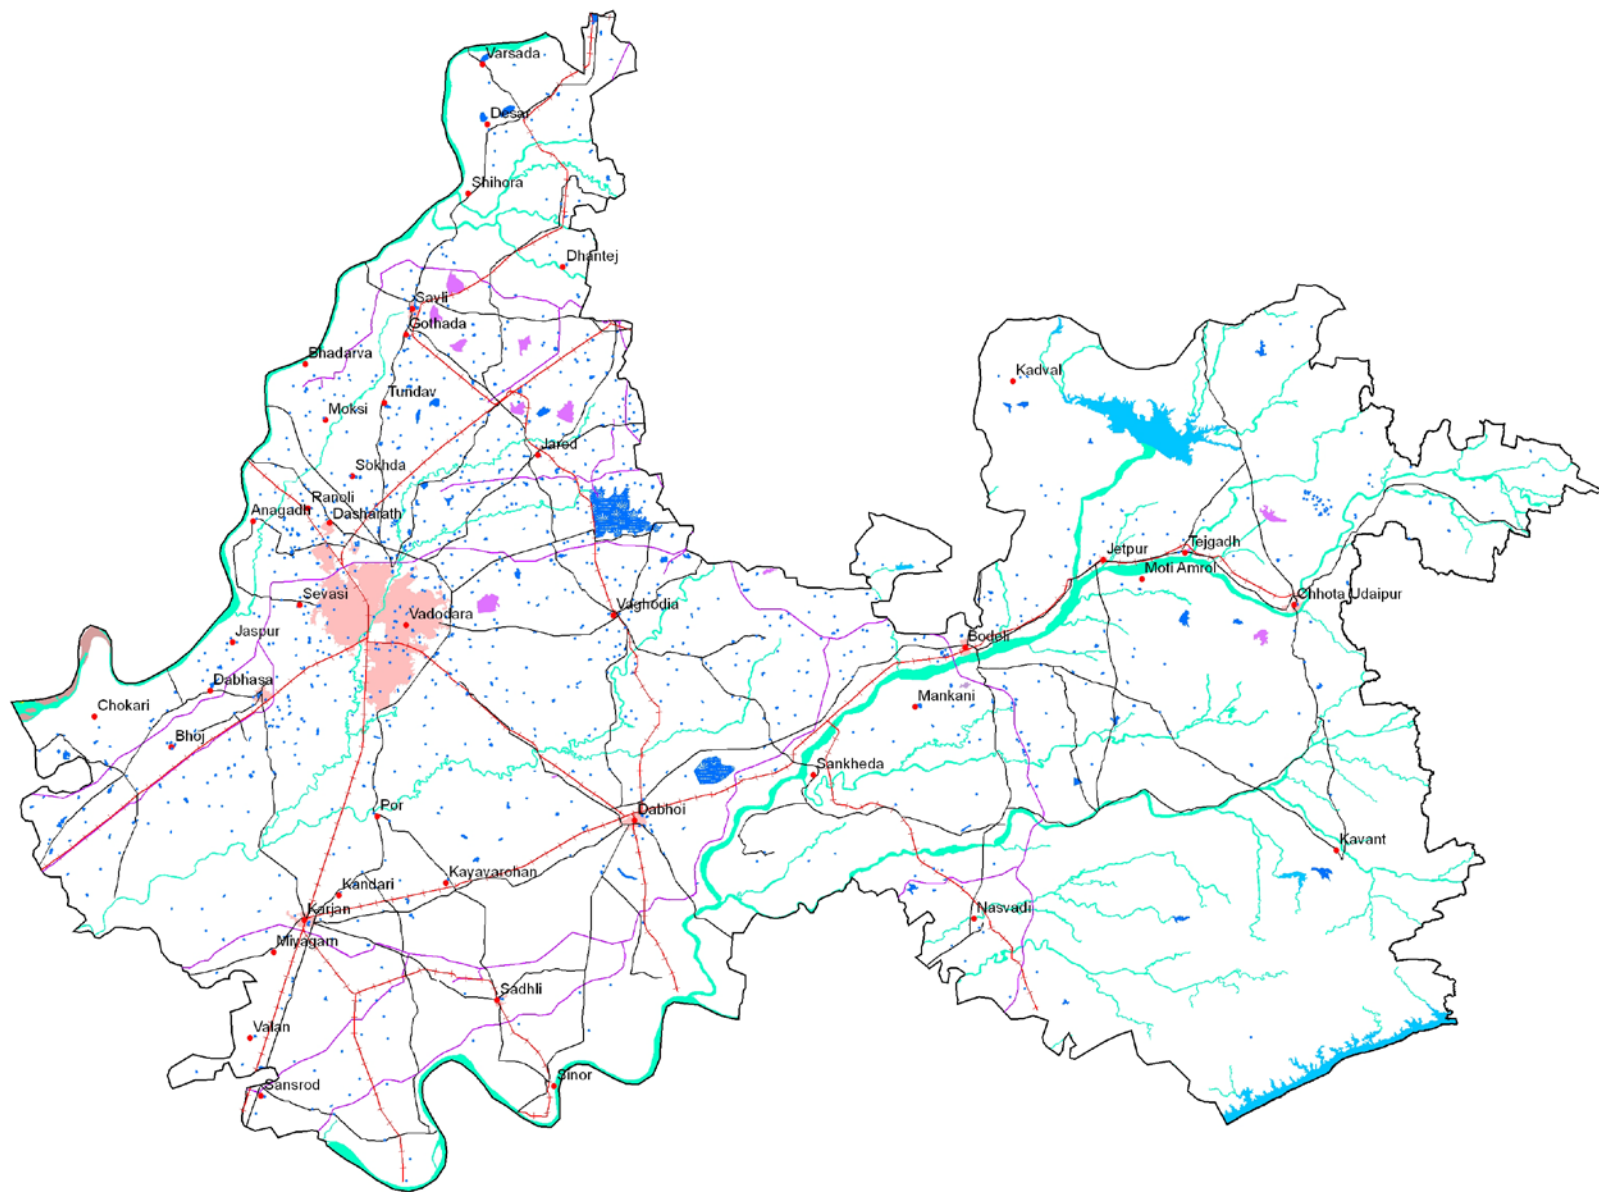 Varsada
Desar
Shihora
Dhantej
Savli
Gothada
Bhadarva
Kadval
Tundav
Moksi
Jarod
Sokhda
Ranoli
Anagadh
Dasharath
Jetpur
Tejgadh
Moti Amrol
Sevasi
Vadodara
Vaghodia
Chhota Udaipur
Jaspur
Bodeli
Dabhasa
Mankani
Chokari
Bhoj
Sankheda
Por
Dabhoi
Kavant
Kayavarohan
Kandari
Karjan
Nasvadi
Miyagam
Sadhli
Valan
Sinor
Sansrod